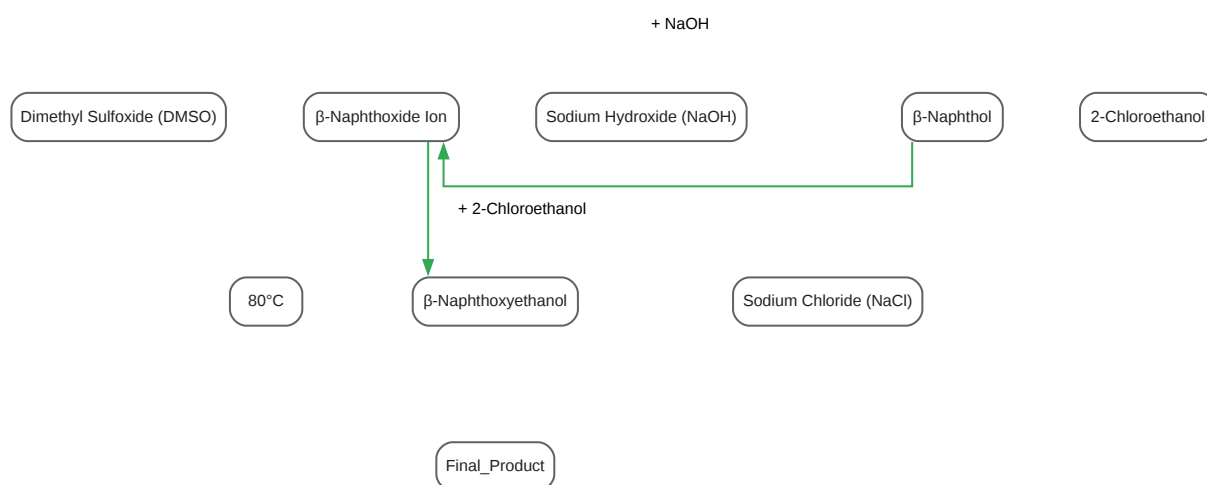 + NaOH
Dimethyl Sulfoxide (DMSO)
β-Naphthoxide Ion
Sodium Hydroxide (NaOH)
β-Naphthol
2-Chloroethanol
+ 2-Chloroethanol
80°C
β-Naphthoxyethanol
Sodium Chloride (NaCl)
Final_Product